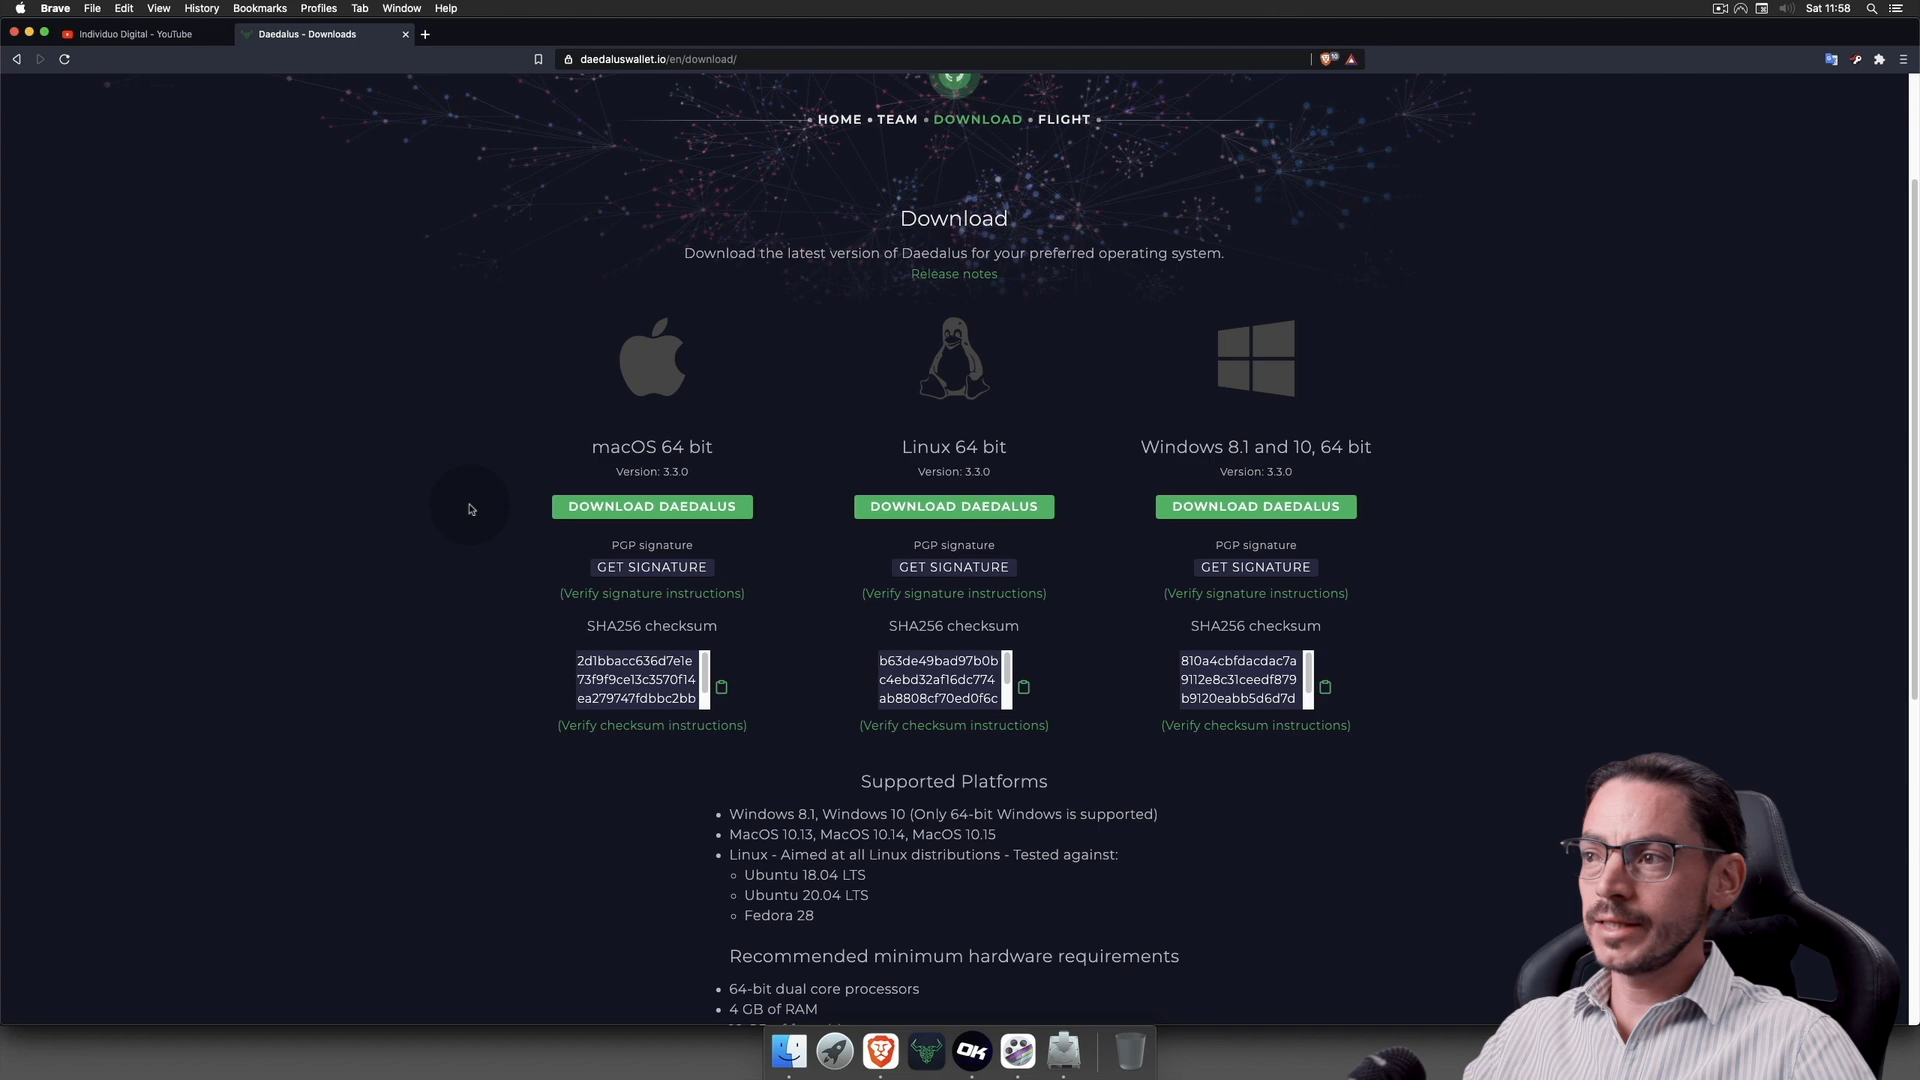 Brave File Edit View History Bookmarks Profiles Tab Window Help Sat 11:58
Individuo Digital - YouTube
Daedalus - Downloads
daedaluswallet.io/en/download/
HOME • TEAM • DOWNLOAD • FLIGHT
Download
Download the latest version of Daedalus for your preferred operating system.
Release notes
macOS 64 bit
Version: 3.3.0
DOWNLOAD DAEDALUS
PGP signature
GET SIGNATURE
(Verify signature instructions)
SHA256 checksum
2d1bbacc636d7e1e
73f9f9ce13c3570f14
ea279747fdbbc2bb
(Verify checksum instructions)
Linux 64 bit
Version: 3.3.0
DOWNLOAD DAEDALUS
PGP signature
GET SIGNATURE
(Verify signature instructions)
SHA256 checksum
b63de49bad97b0b
c4ebd32af16dc774
ab8808cf70ed0f6c
(Verify checksum instructions)
Windows 8.1 and 10, 64 bit
Version: 3.3.0
DOWNLOAD DAEDALUS
PGP signature
GET SIGNATURE
(Verify signature instructions)
SHA256 checksum
810a4cbfdacdac7a
9112e8c31ceedf879
b9120eabb5d6d7d
(Verify checksum instructions)
Supported Platforms
• Windows 8.1, Windows 10 (Only 64-bit Windows is supported)
• MacOS 10.13, MacOS 10.14, MacOS 10.15
• Linux - Aimed at all Linux distributions - Tested against:
Ubuntu 18.04 LTS
Ubuntu 20.04 LTS
Fedora 28
Recommended minimum hardware requirements
• 64-bit dual core processors
• 4 GB of RAM
OK